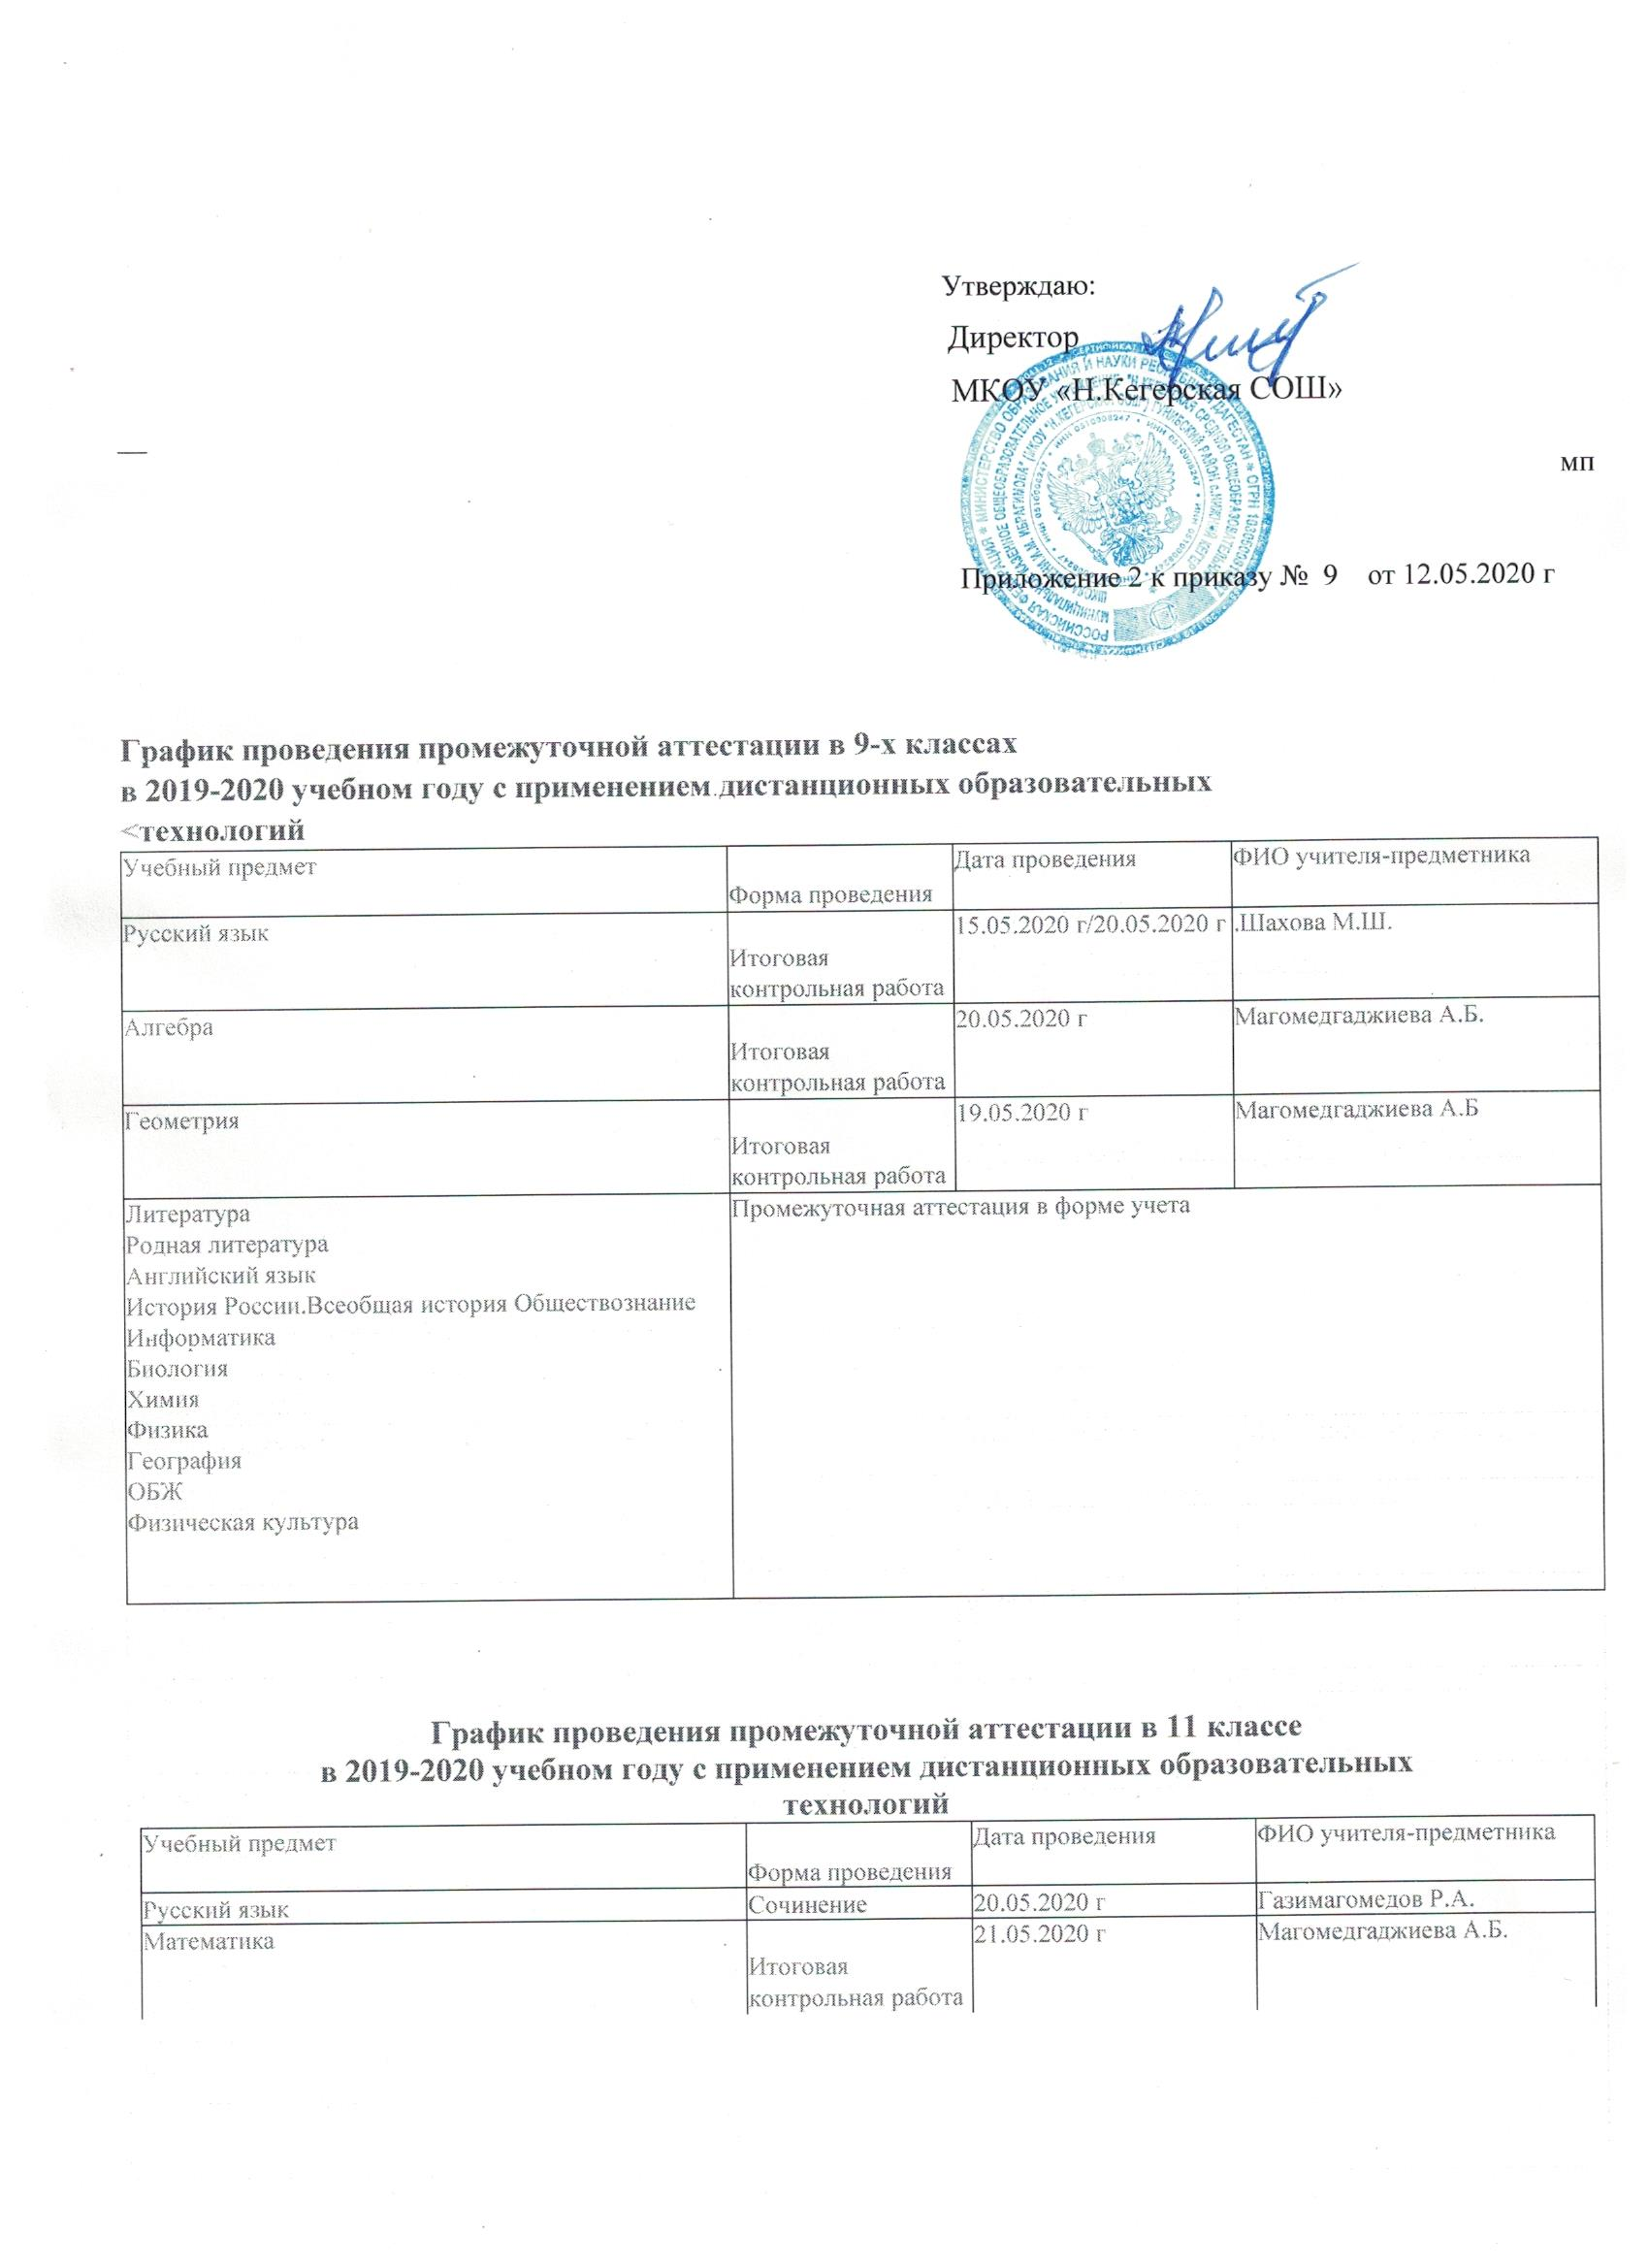 Утверждаю:
Директор
МКОУ «Н.Кегерская СОШ»
мп
Приложение 2 к приказу № 9 от 12.05.2020 г
График проведения промежуточной аттестации в 9-х классах
в 2019-2020 учебном году с применением дистанционных образовательных
<технологий
Учебный предмет
Форма проведения
Дата проведения
ФИО учителя-предметника
Русский язык
Итоговая
контрольная работа
15.05.2020 г/20.05.2020 г
.Шахова М.Ш.
Алгебра
Итоговая
контрольная работа
20.05.2020 г
Магомедгаджиева А.Б.
Геометрия
Итоговая
контрольная работа
19.05.2020 г
Магомедгаджиева А.Б
Литература
Родная литература
Английский язык
История России.Всеобщая история Обществознание
Информатика
Биология
Химия
Физика
География
ОБЖ
Физическая культура
Промежуточная аттестация в форме учета
График проведения промежуточной аттестации в 11 классе
в 2019-2020 учебном году с применением дистанционных образовательных
технологий
Учебный предмет
Форма проведения
Дата проведения
ФИО учителя-предметника
Русский язык
Сочинение
20.05.2020 г
Газимагомедов Р.А.
Математика
Итоговая
контрольная работа
21.05.2020 г
Магомедгаджиева А.Б.